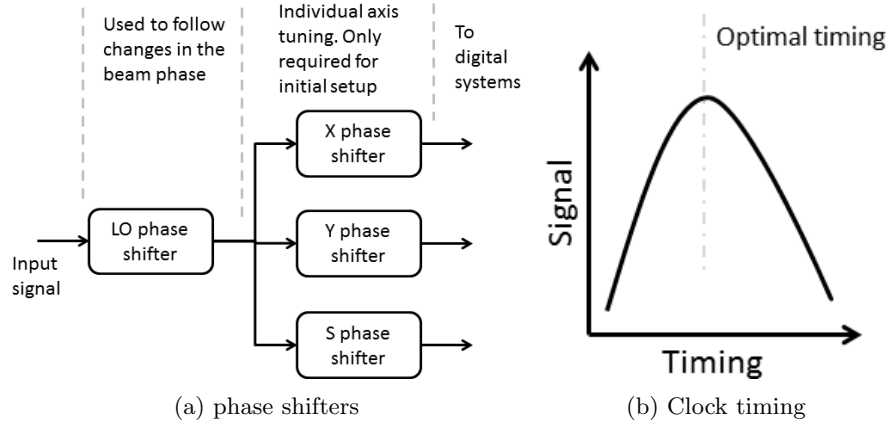 Used to follow
changes in the
beam phase
Individual axis
tuning. Only
required for
initial setup
To
digital
systems
X phase
shifter
LO phase
shifter
Y phase
shifter
Input
signal
S phase
shifter
(a) phase shifters
Optimal timing
Signal
Timing
(b) Clock timing